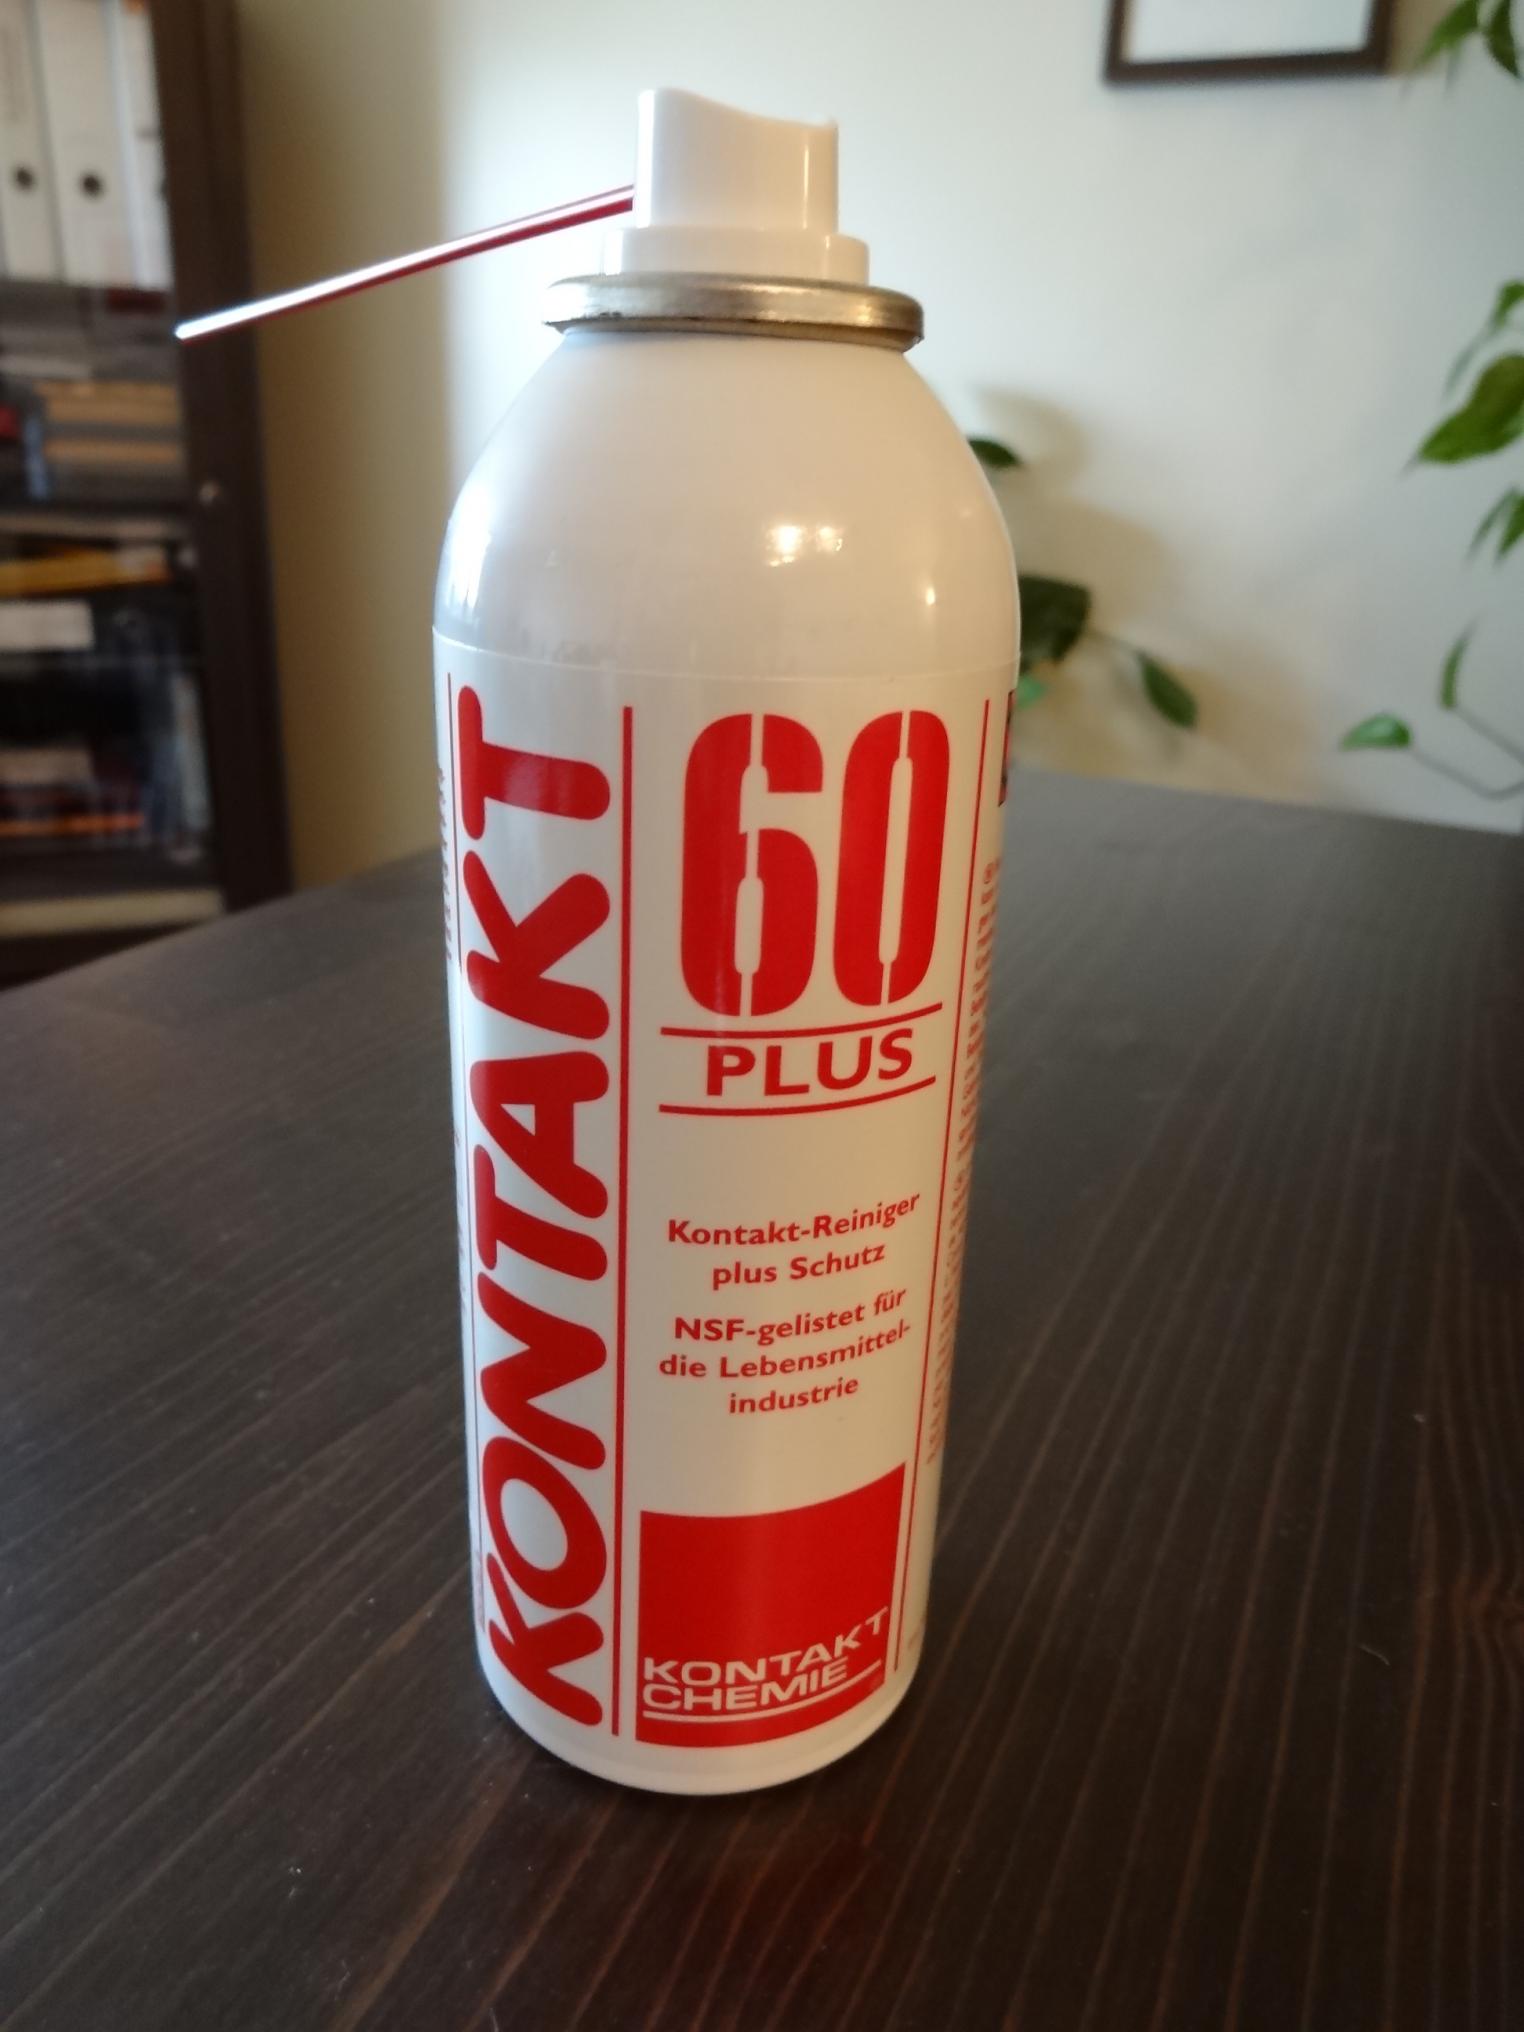 KONTAKT
60
PLUS
Kontakt-Reiniger
plus Schutz
NSF-gelistet für
die Lebensmittel-
industrie
KONTAKT
CHEMIE